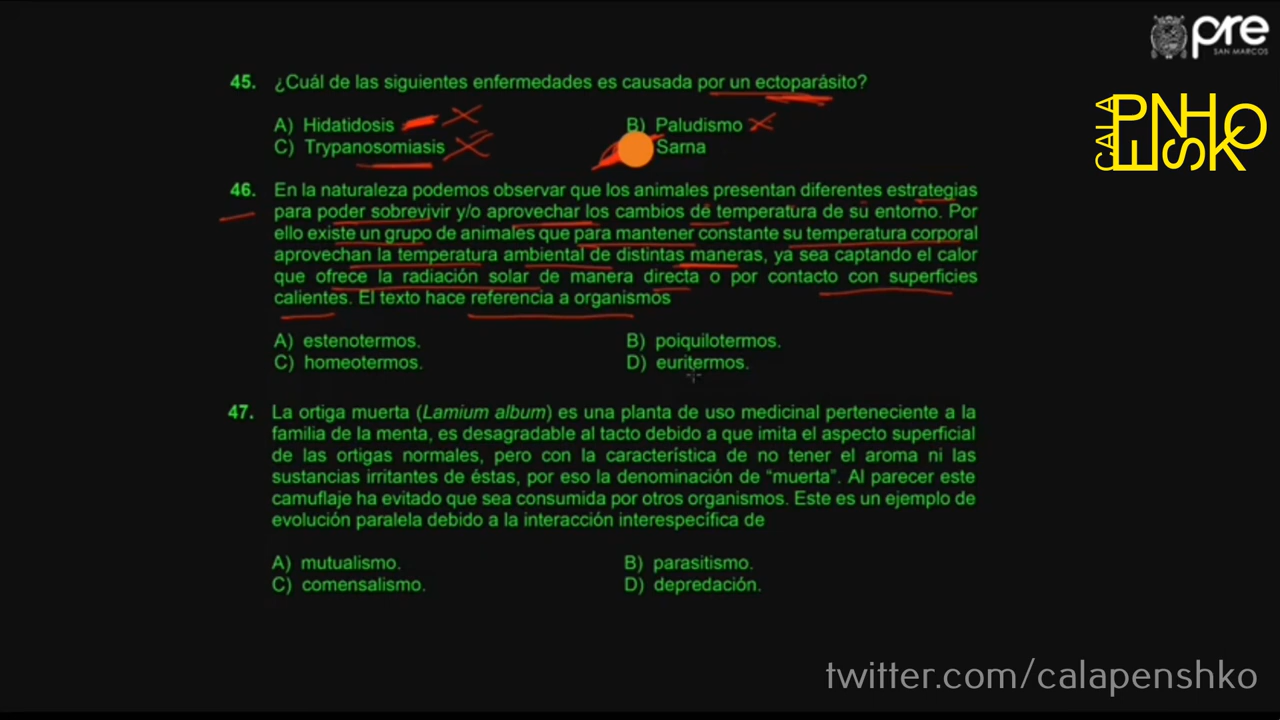 pre
SAN MARCOS
CALA
PENSHKO
45. ¿Cuál de las siguientes enfermedades es causada por un ectoparásito?
A) Hidatidosis B) Paludismo
C) Trypanosomiasis Sarna
46. En la naturaleza podemos observar que los animales presentan diferentes estrategias
para poder sobrevivir y/o aprovechar los cambios de temperatura de su entorno. Por
ello existe un grupo de animales que para mantener constante su temperatura corporal
aprovechan la temperatura ambiental de distintas maneras, ya sea captando el calor
que ofrece la radiación solar de manera directa o por contacto con superficies
calientes. El texto hace referencia a organismos
A) estenotermos. B) poiquilotermos.
C) homeotermos. D) euritermos.
47. La ortiga muerta (Lamium album) es una planta de uso medicinal perteneciente a la
familia de la menta, es desagradable al tacto debido a que imita el aspecto superficial
de las ortigas normales, pero con la característica de no tener el aroma ni las
sustancias irritantes de éstas, por eso la denominación de “muerta”. Al parecer este
camuflaje ha evitado que sea consumida por otros organismos. Este es un ejemplo de
evolución paralela debido a la interacción interespecífica de
A) mutualismo. B) parasitismo.
C) comensalismo. D) depredación.
twitter.com/calapenshko